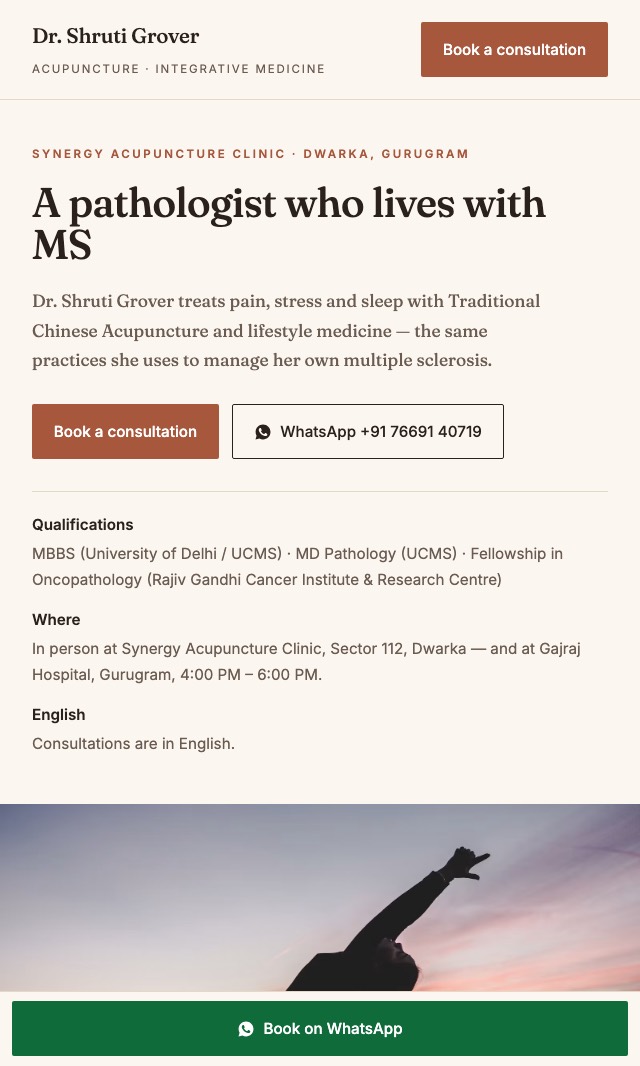 Dr. Shruti Grover
ACUPUNCTURE · INTEGRATIVE MEDICINE
Book a consultation
SYNERGY ACUPUNCTURE CLINIC · DWARKA, GURUGRAM
A pathologist who lives with
MS
Dr. Shruti Grover treats pain, stress and sleep with Traditional
Chinese Acupuncture and lifestyle medicine — the same
practices she uses to manage her own multiple sclerosis.
Book a consultation
WhatsApp +91 76691 40719
Qualifications
MBBS (University of Delhi / UCMS) · MD Pathology (UCMS) · Fellowship in
Oncopathology (Rajiv Gandhi Cancer Institute & Research Centre)
Where
In person at Synergy Acupuncture Clinic, Sector 112, Dwarka — and at Gajraj
Hospital, Gurugram, 4:00 PM – 6:00 PM.
English
Consultations are in English.
Book on WhatsApp